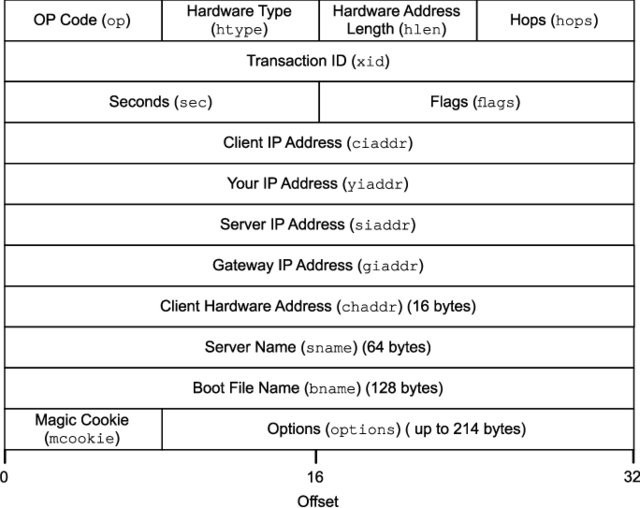 OP Code (op)
Hardware Type
(htype)
Hardware Address
Length (hlen)
Hops (hops)
Transaction ID (xid)
Seconds (sec)
Flags (flags)
Client IP Address (ciaddr)
Your IP Address (yiaddr)
Server IP Address (siaddr)
Gateway IP Address (giaddr)
Client Hardware Address (chaddr) (16 bytes)
Server Name (sname) (64 bytes)
Boot File Name (bname) (128 bytes)
Magic Cookie
(mcookie)
Options (options) ( up to 214 bytes)
0
16
32
Offset